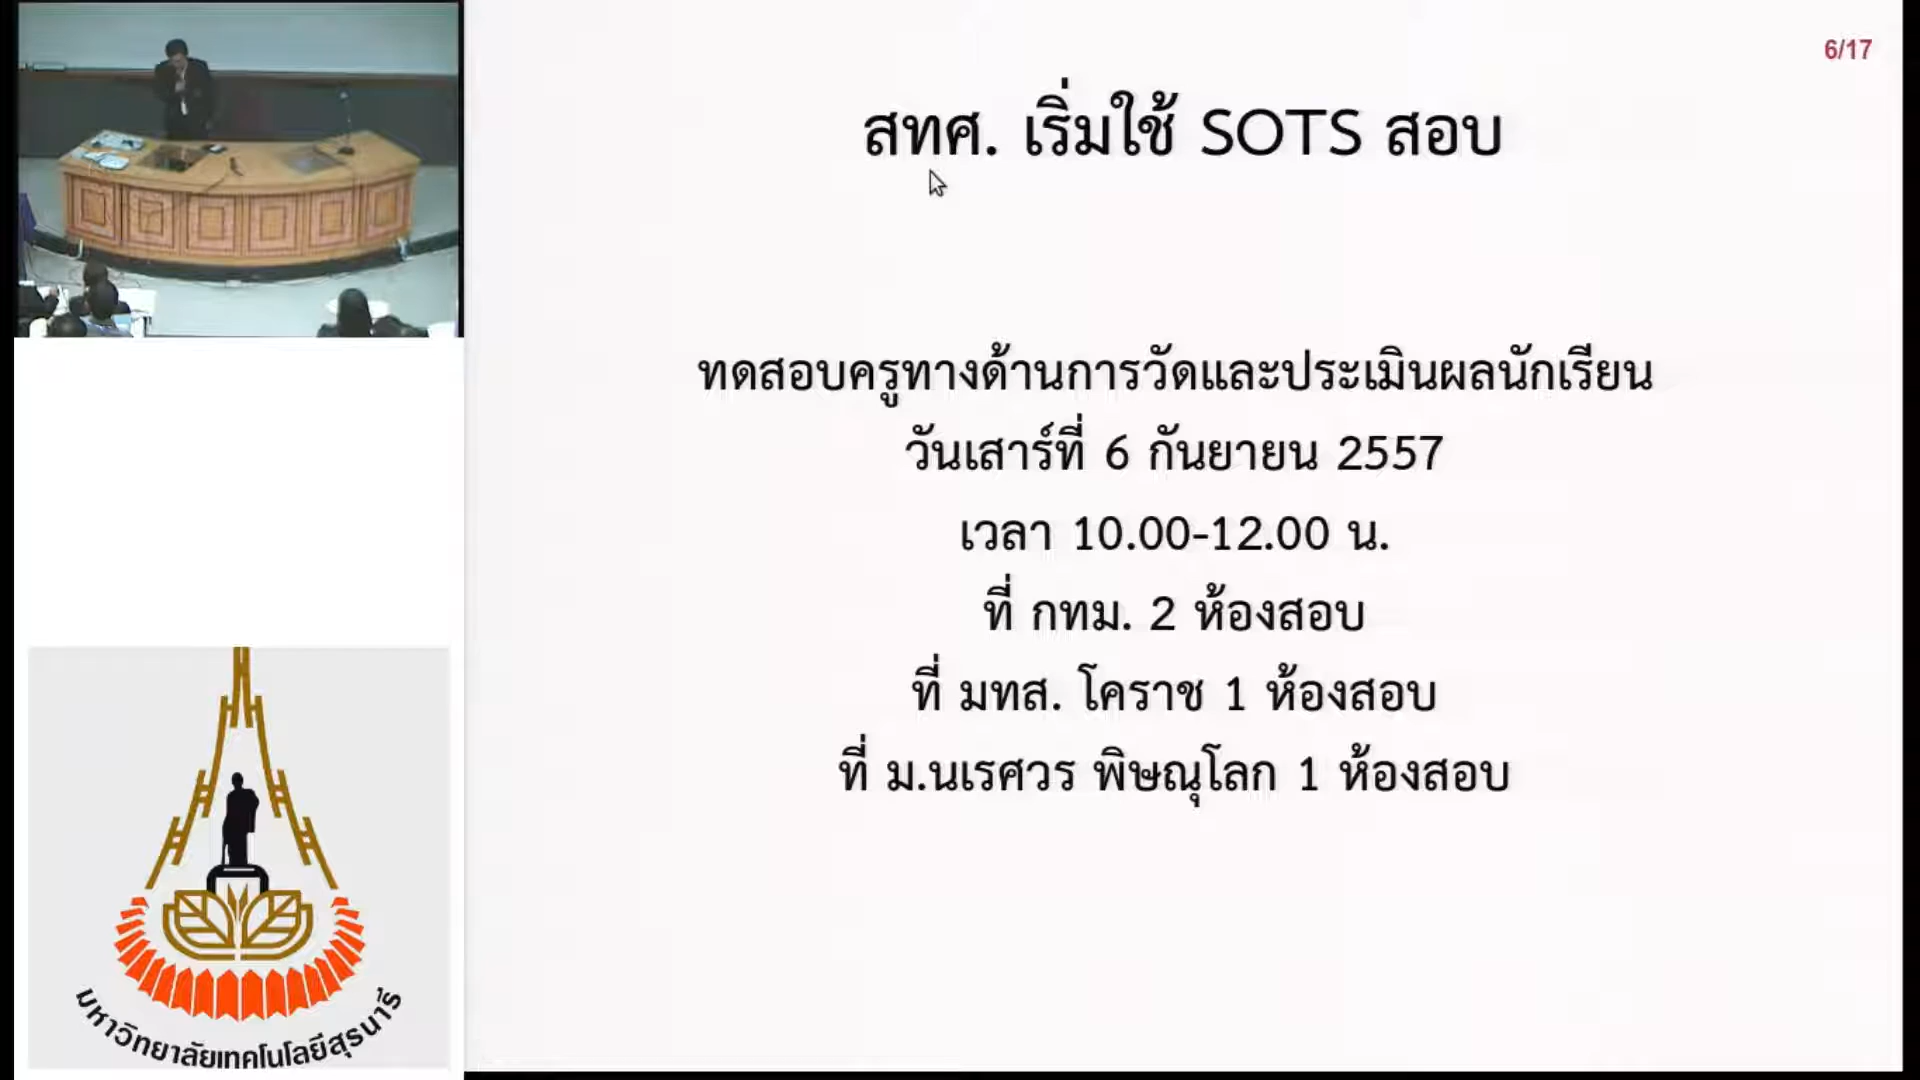 6/17
สทศ. เริ่มใช้ SOTS สอบ
ทดสอบครูทางด้านการวัดและประเมินผลนักเรียน
วันเสาร์ที่ 6 กันยายน 2557
เวลา 10.00-12.00 น.
ที่ กทม. 2 ห้องสอบ
ที่ มทส. โคราช 1 ห้องสอบ
ที่ ม.นเรศวร พิษณุโลก 1 ห้องสอบ
มหาวิทยาลัยเทคโนโลยีสุรนารี